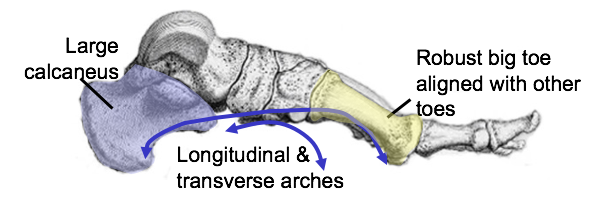 Large
calcaneus
Robust big toe
aligned with other
toes
Longitudinal &
transverse arches